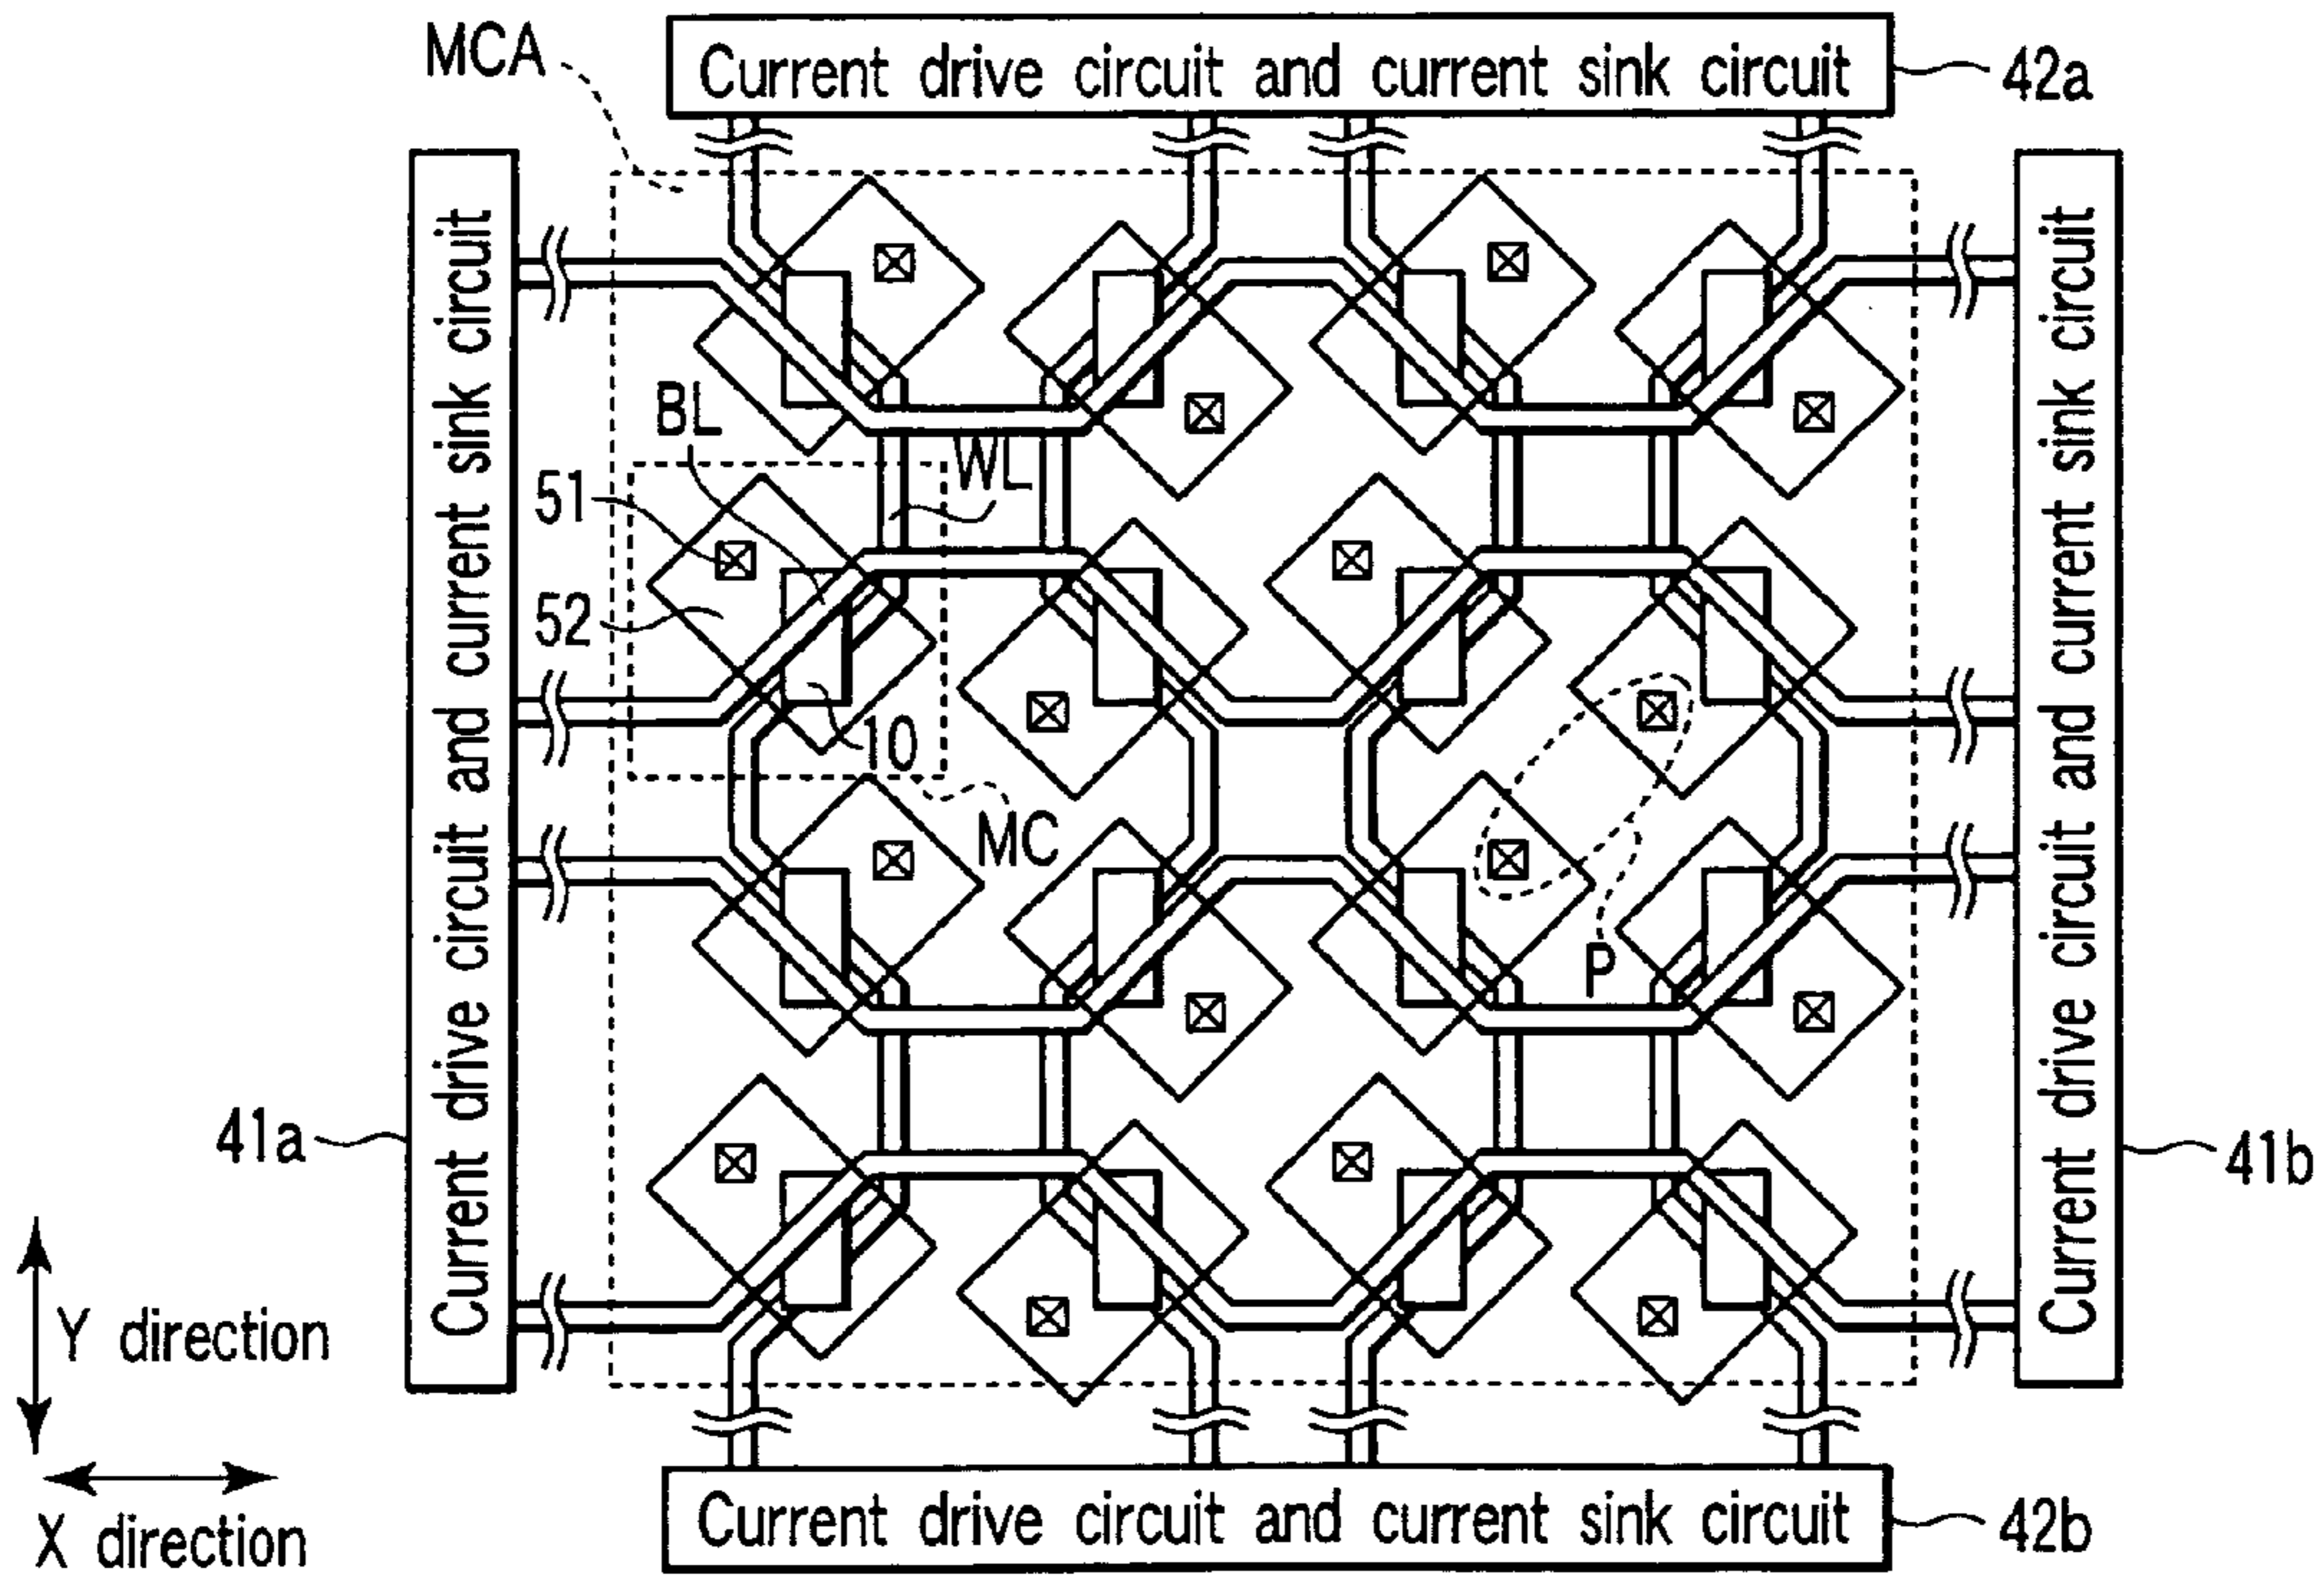 MCA
Current drive circuit and current sink circuit
42a
Current drive circuit and current sink circuit
Current drive circuit and current sink circuit
BL
WL
51
52
10
MC
P
41a
41b
Y direction
X direction
Current drive circuit and current sink circuit
42b